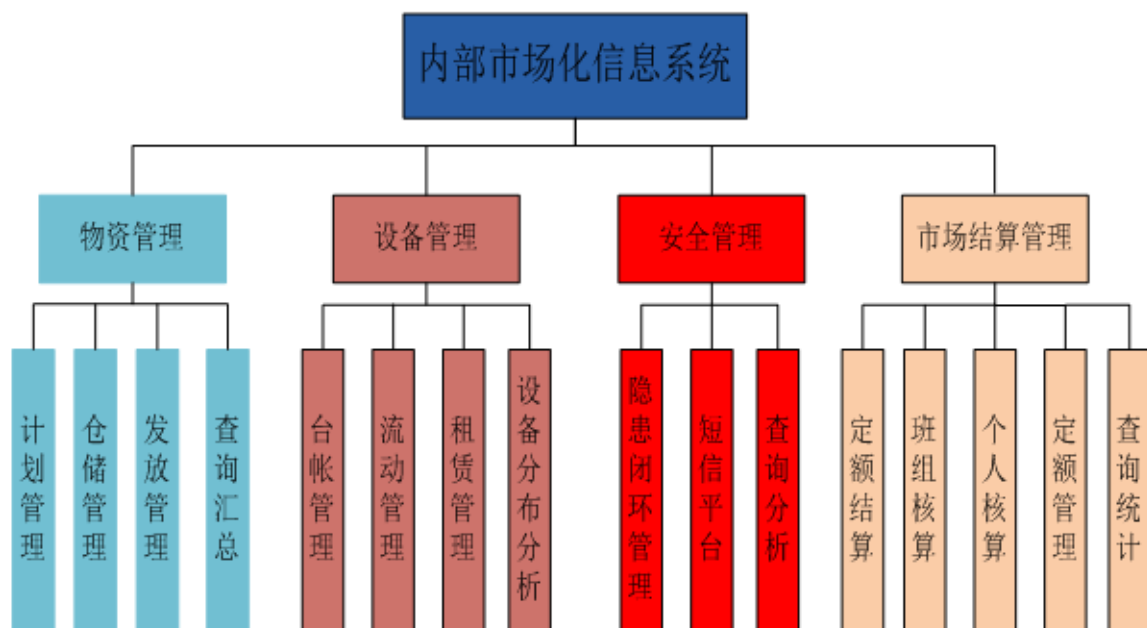 内部市场化信息系统
物资管理
设备管理
安全管理
市场结算管理
计划管理
仓储管理
发放管理
查询汇总
台帐管理
流动管理
租赁管理
设备分布分析
隐患闭环管理
短信平台
查询分析
定额结算
班组核算
个人核算
定额管理
查询统计